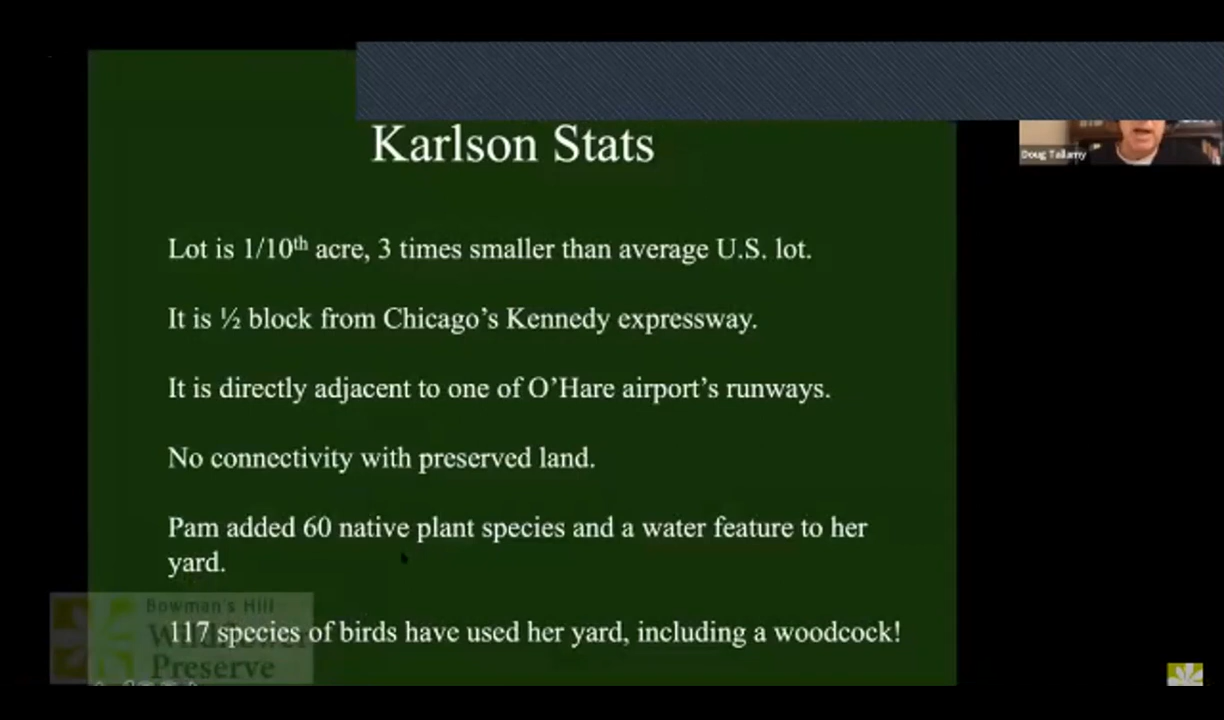 Karlson Stats
Doug Tallamy
Lot is 1/10th acre, 3 times smaller than average U.S. lot.
It is ½ block from Chicago’s Kennedy expressway.
It is directly adjacent to one of O’Hare airport’s runways.
No connectivity with preserved land.
Pam added 60 native plant species and a water feature to her
yard.
117 species of birds have used her yard, including a woodcock!
Bowman's Hill
Wildflower
Preserve